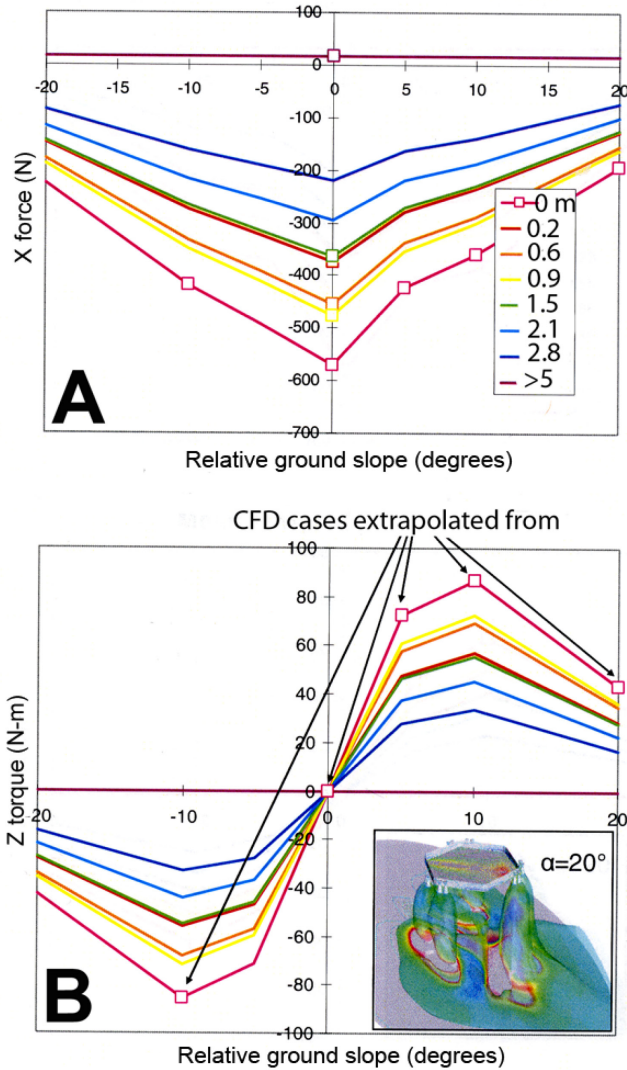 100
0
-20 -15 -10 -5 0 5 10 15 20
-100
-200
-300
-400
-500
-600
-700
X force (N)
0 m
0.2
0.6
0.9
1.5
2.1
2.8
>5
A
Relative ground slope (degrees)
CFD cases extrapolated from
100
80
60
40
20
0
-20 -10 0 10 20
-20
-40
-60
-80
-100
Z torque (N-m)
α=20°
B
Relative ground slope (degrees)